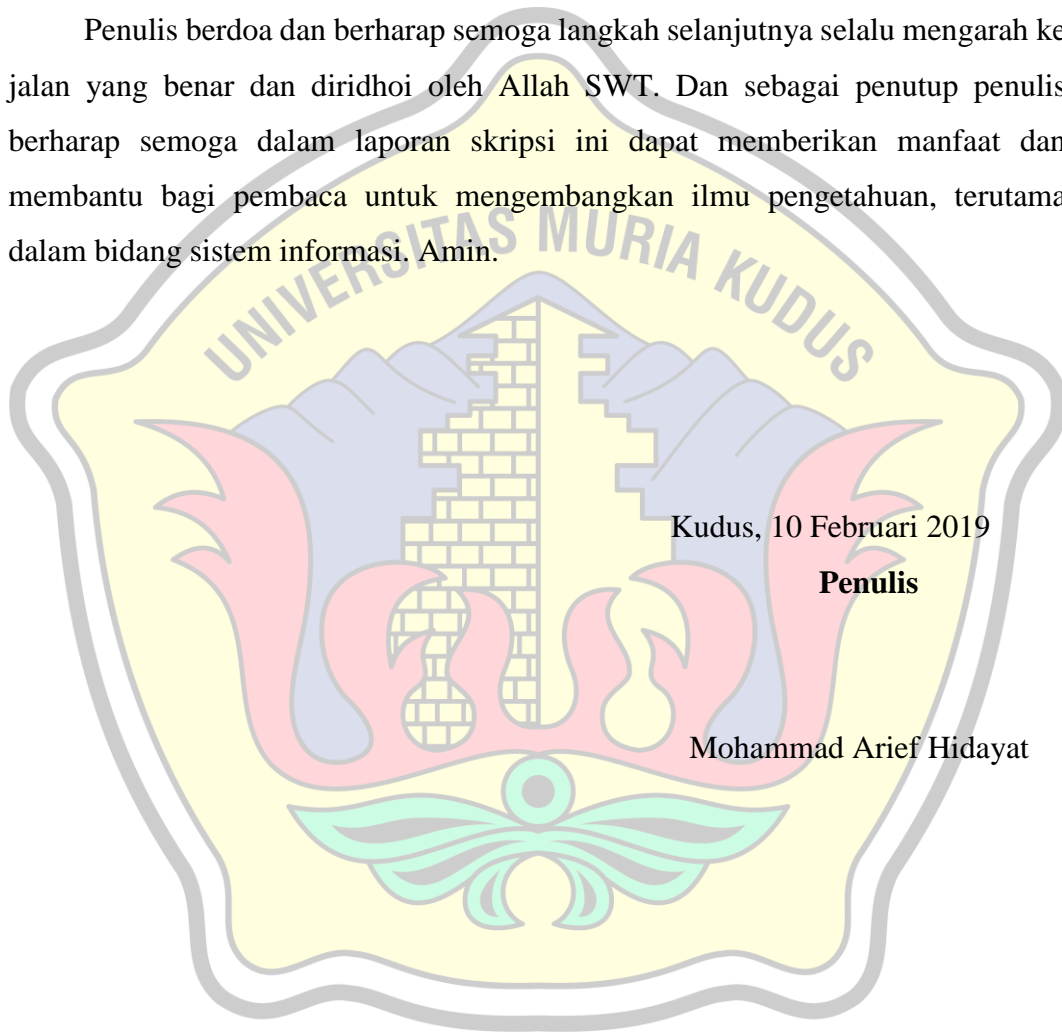 Penulis berdoa dan berharap semoga langkah selanjutnya selalu mengarah ke
jalan yang benar dan diridhoi oleh Allah SWT. Dan sebagai penutup penulis
berharap semoga dalam laporan skripsi ini dapat memberikan manfaat dan
membantu bagi pembaca untuk mengembangkan ilmu pengetahuan, terutama
dalam bidang sistem informasi. Amin.
UNIVERSITAS MURIA KUDUS
Kudus, 10 Februari 2019
Penulis
Mohammad Arief Hidayat